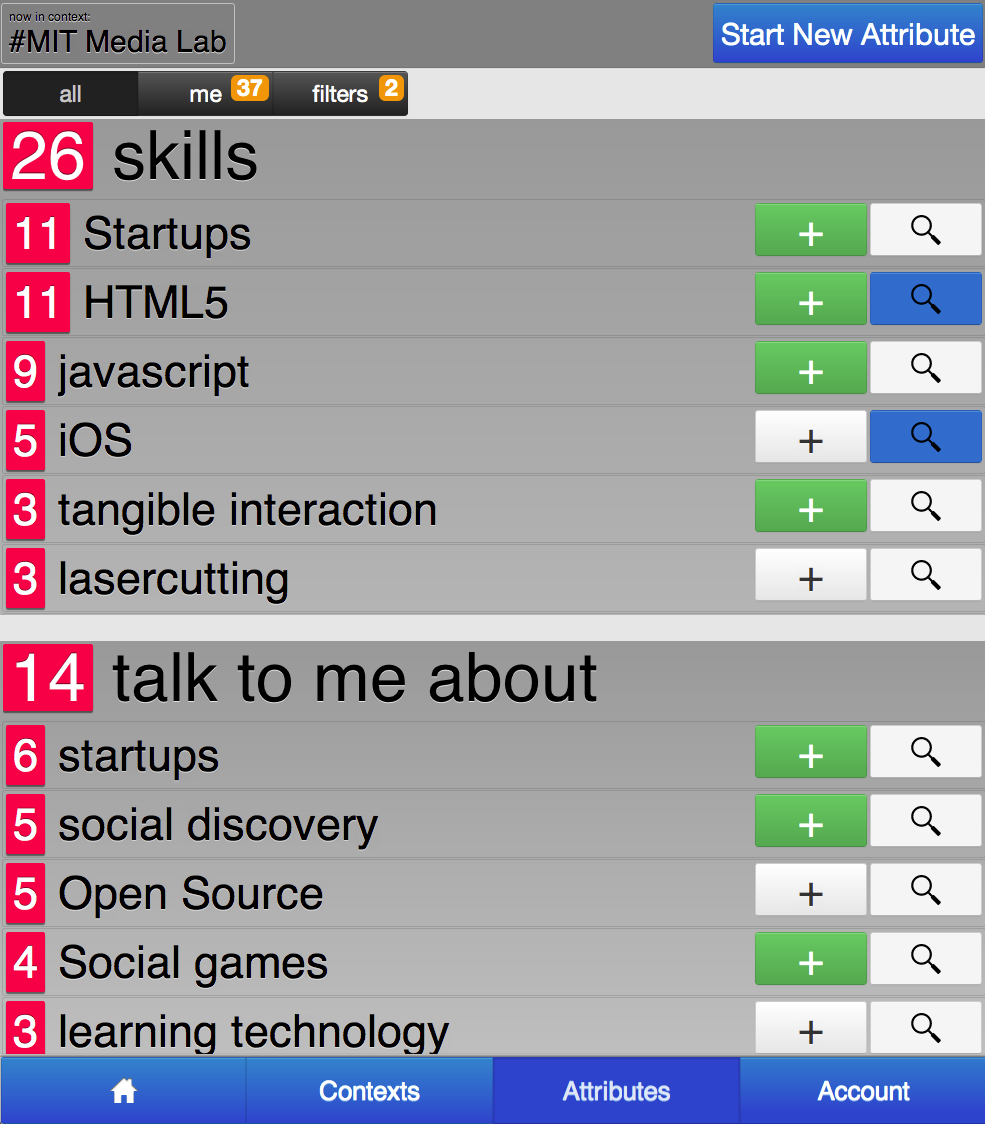 now in context:
#MIT Media Lab
Start New Attribute
all
me 37
filters 2
26 skills
11 Startups +
11 HTML5 +
9 javascript +
5 iOS +
3 tangible interaction +
3 lasercutting +
14 talk to me about
6 startups +
5 social discovery +
5 Open Source +
4 Social games +
3 learning technology +
Contexts
Attributes
Account